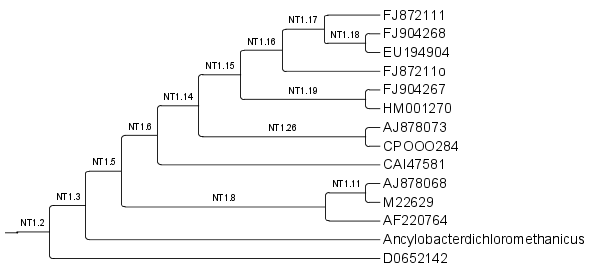 NT1.17
FJ872111
NT1.18
FJ904268
NT1.16
EU194904
NT1.15
FJ87211o
NT1.19
FJ904267
NT1.14
HM001270
NT1.26
AJ878073
NT1.6
CPOOO284
NT1.5
CAI47581
NT1.11
AJ878068
NT1.3
NT1.8
M22629
NT1.2
AF220764
Ancylobacterdichloromethanicus
D0652142